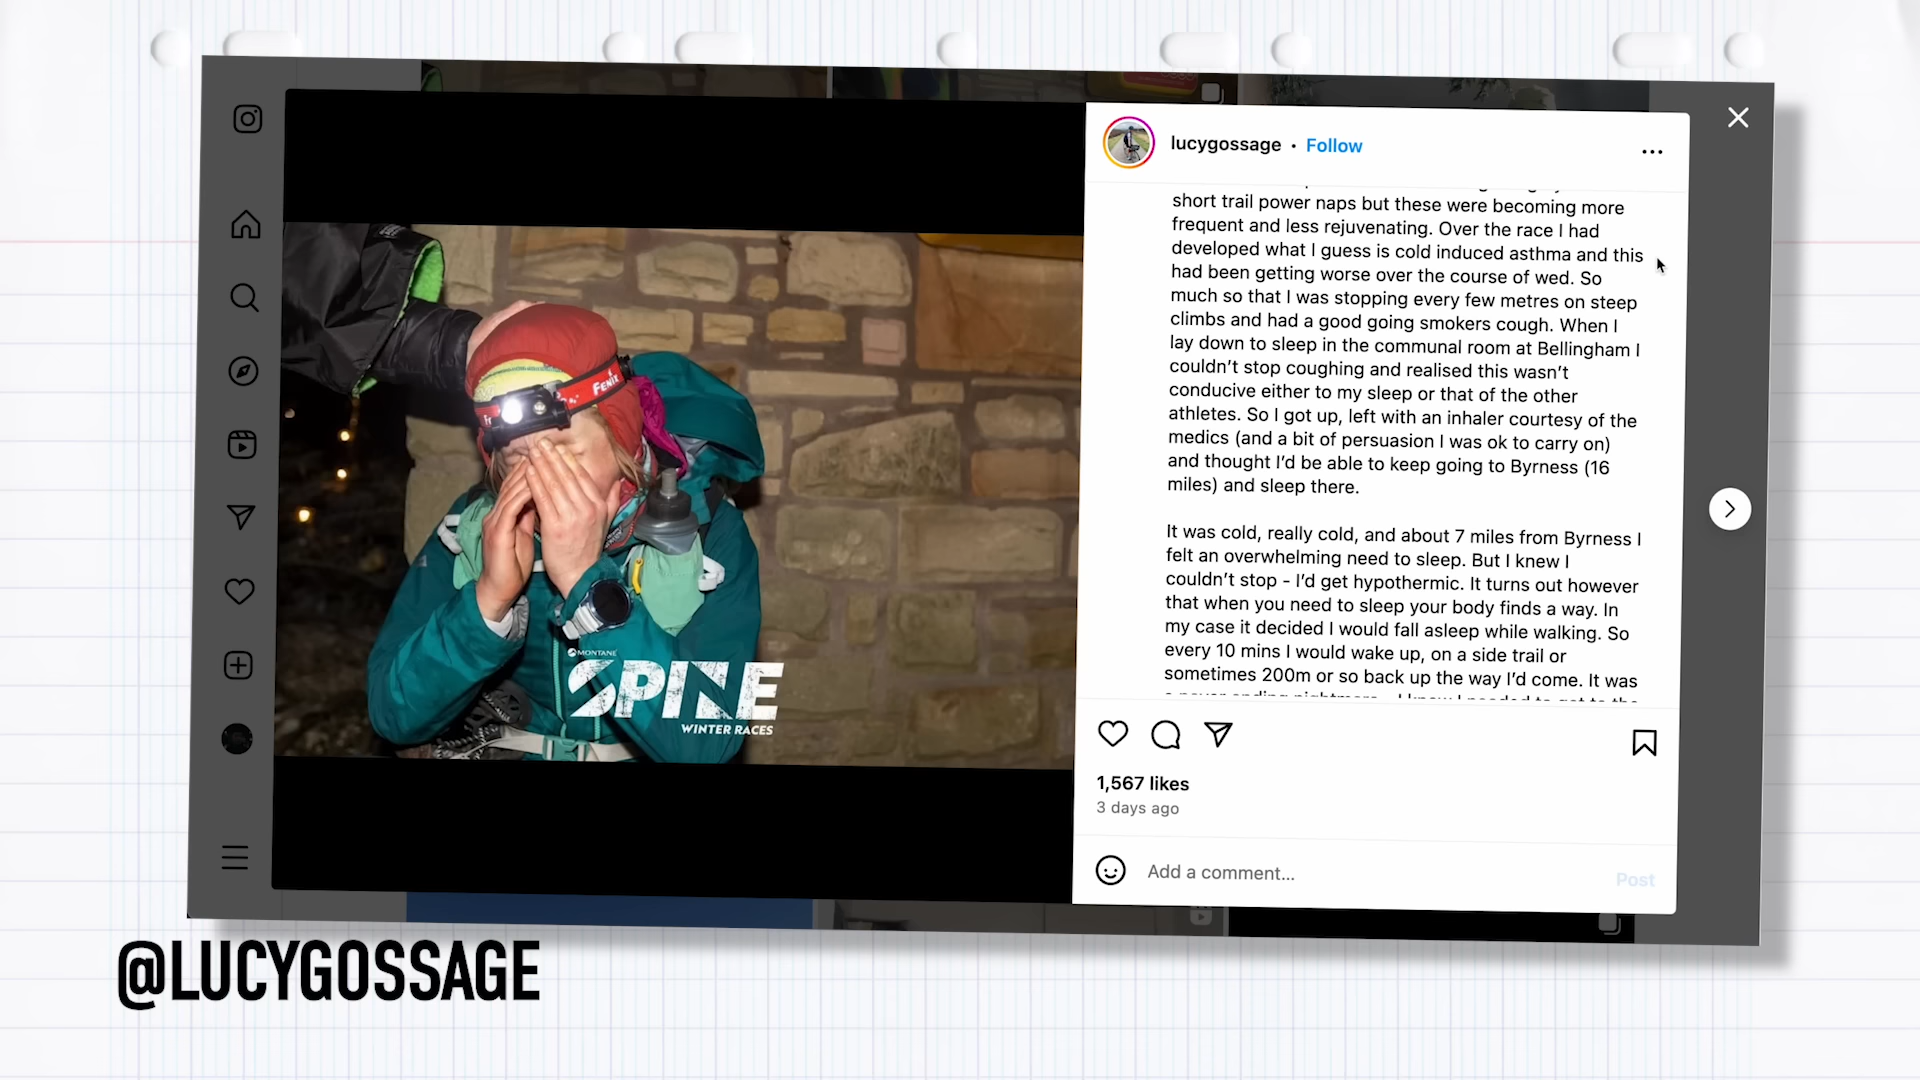 lucygossage • Follow
short trail power naps but these were becoming more
frequent and less rejuvenating. Over the race I had
developed what I guess is cold induced asthma and this
had been getting worse over the course of wed. So
much so that I was stopping every few metres on steep
climbs and had a good going smokers cough. When I
lay down to sleep in the communal room at Bellingham I
couldn't stop coughing and realised this wasn't
conducive either to my sleep or that of the other
athletes. So I got up, left with an inhaler courtesy of the
medics (and a bit of persuasion I was ok to carry on)
and thought I'd be able to keep going to Byrness (16
miles) and sleep there.
It was cold, really cold, and about 7 miles from Byrness I
felt an overwhelming need to sleep. But I knew I
couldn't stop - I'd get hypothermic. It turns out however
that when you need to sleep your body finds a way. In
my case it decided I would fall asleep while walking. So
every 10 mins I would wake up, on a side trail or
sometimes 200m or so back up the way I'd come. It was
FENIX
MONTANE
SPINE
WINTER RACES
1,567 likes
3 days ago
Add a comment...
Post
@LUCYGOSSAGE